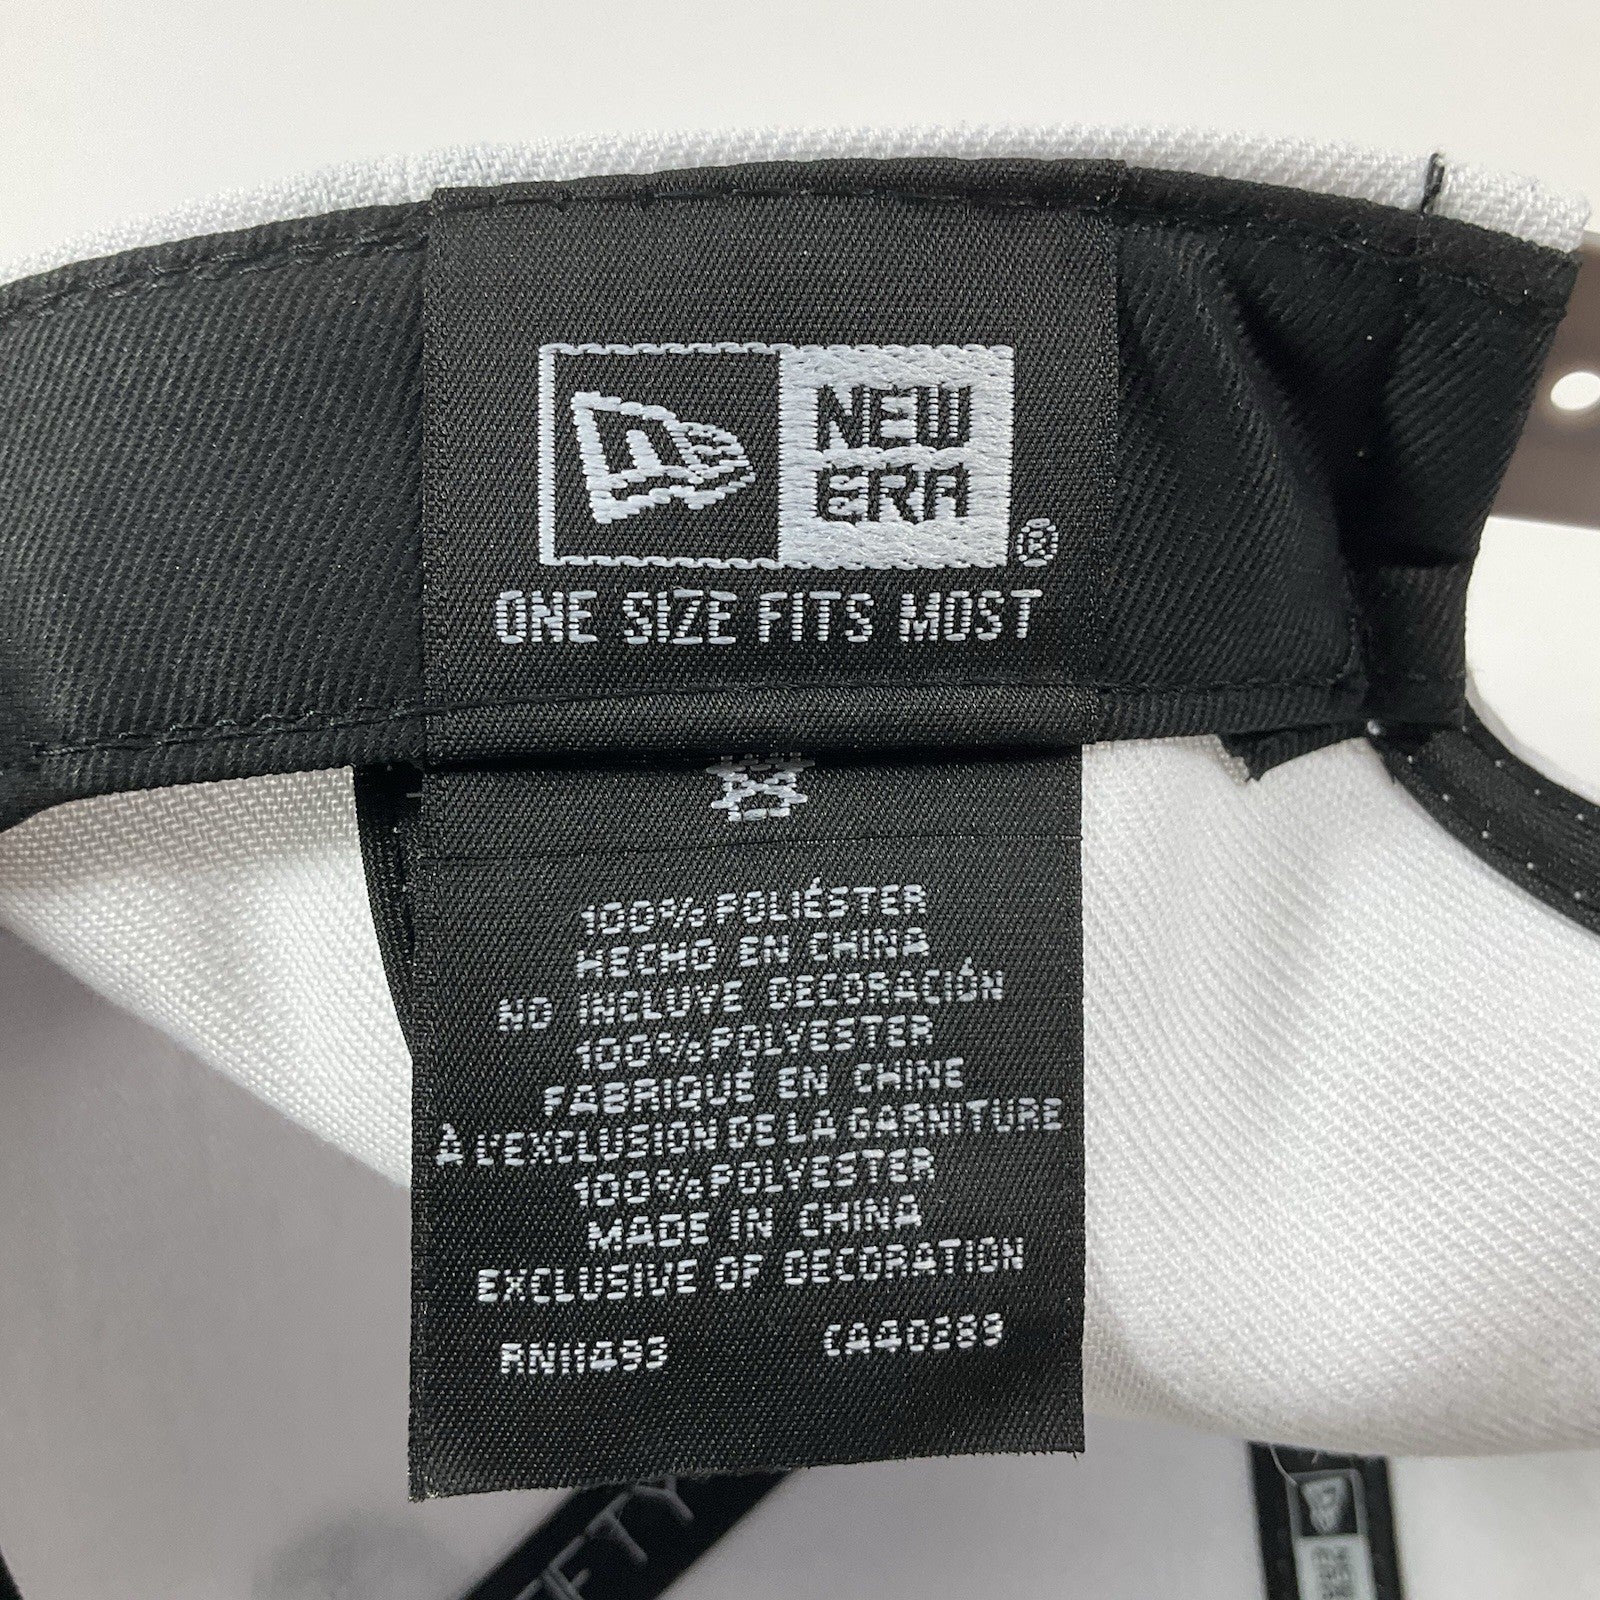 NEW
ERA
®
ONE SIZE FITS MOST
100% POLIÉSTER
HECHO EN CHINA
NO INCLUYE DECORACIÓN
100% POLYESTER
FABRIQUÉ EN CHINE
À L'EXCLUSION DE LA GARNITURE
100% POLYESTER
MADE IN CHINA
EXCLUSIVE OF DECORATION
RN11493 CA40289
FIFTY